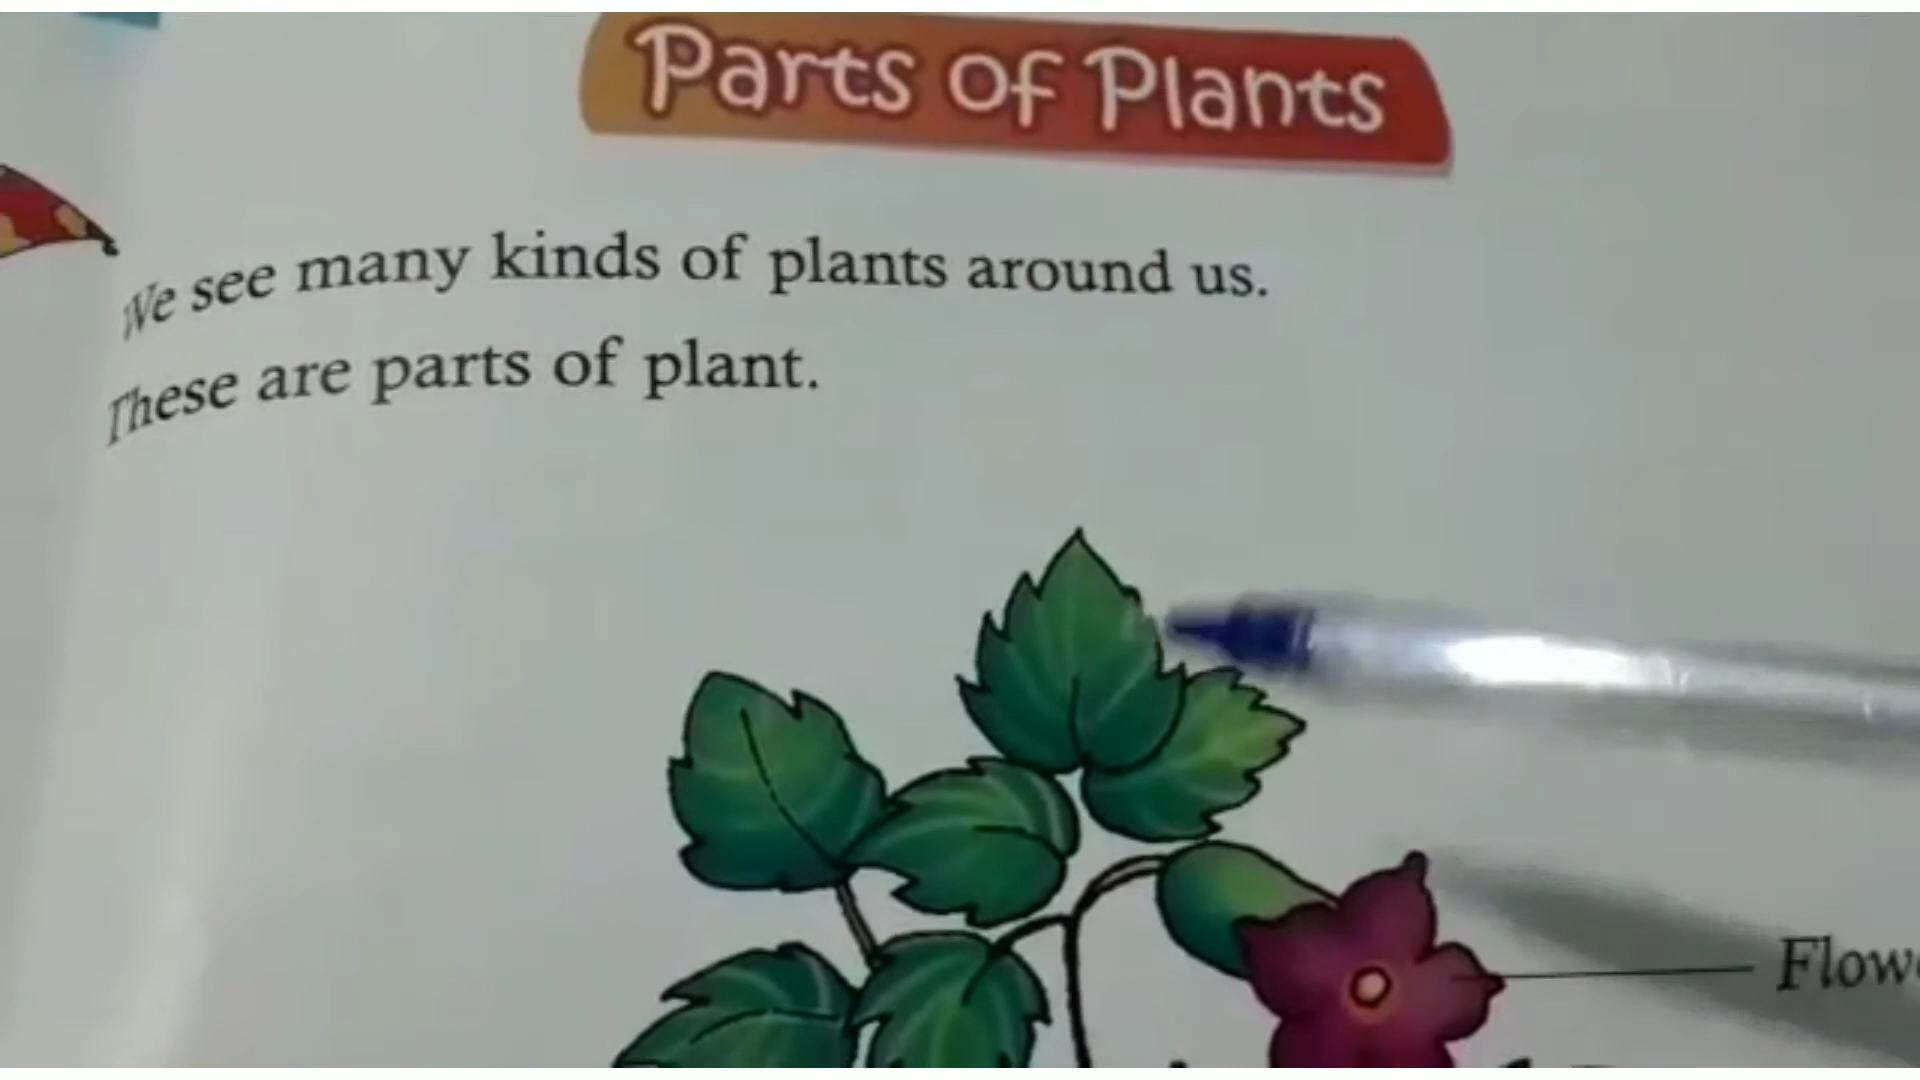 Parts of Plants
We see many kinds of plants around us.
These are parts of plant.